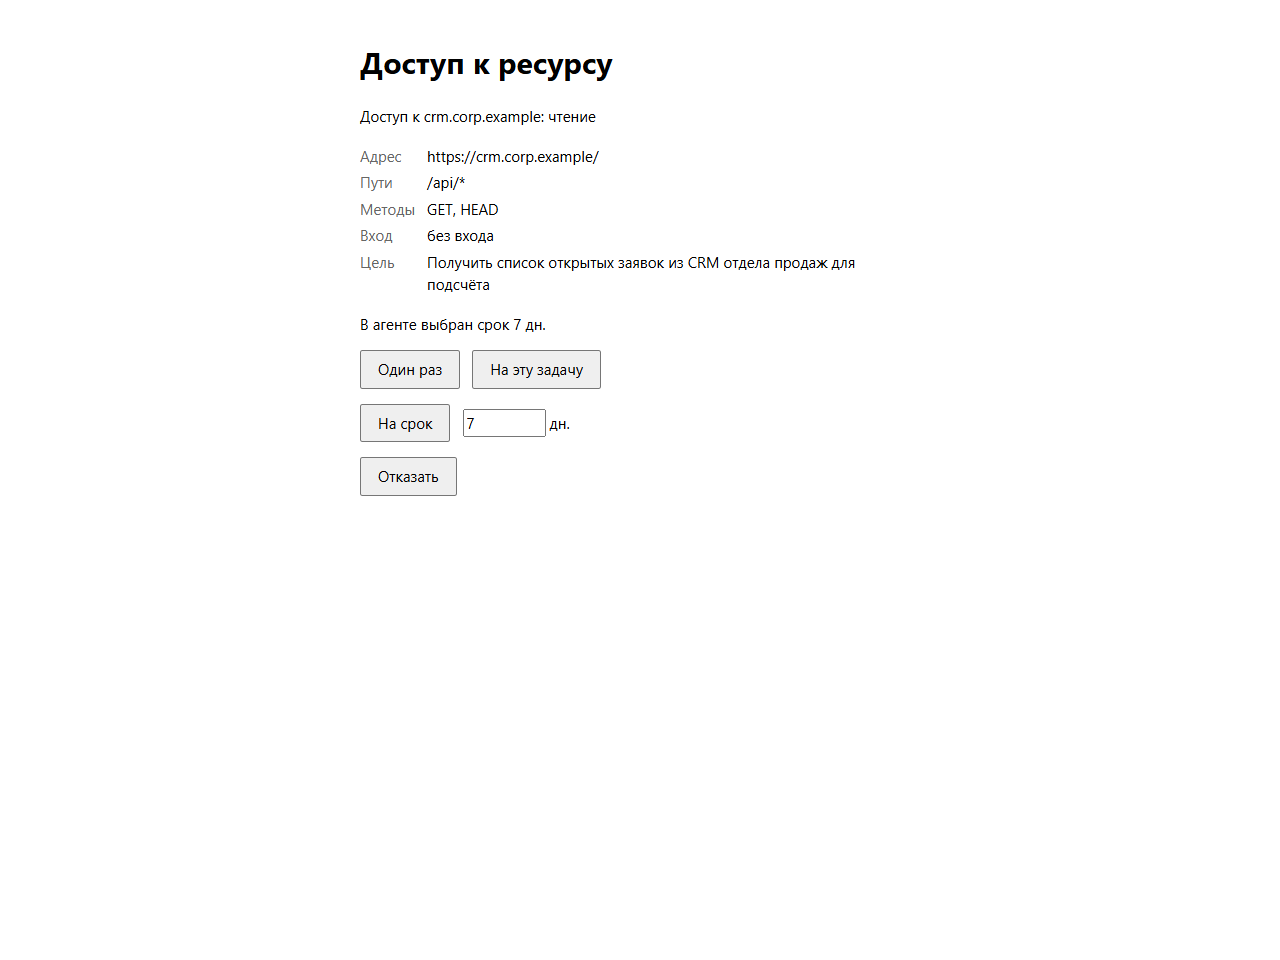 Доступ к ресурсу
Доступ к crm.corp.example: чтение
Адрес https://crm.corp.example/
Пути /api/*
Методы GET, HEAD
Вход без входа
Цель Получить список открытых заявок из CRM отдела продаж для
подсчёта
В агенте выбран срок 7 дн.
Один раз На эту задачу
На срок 7 дн.
Отказать